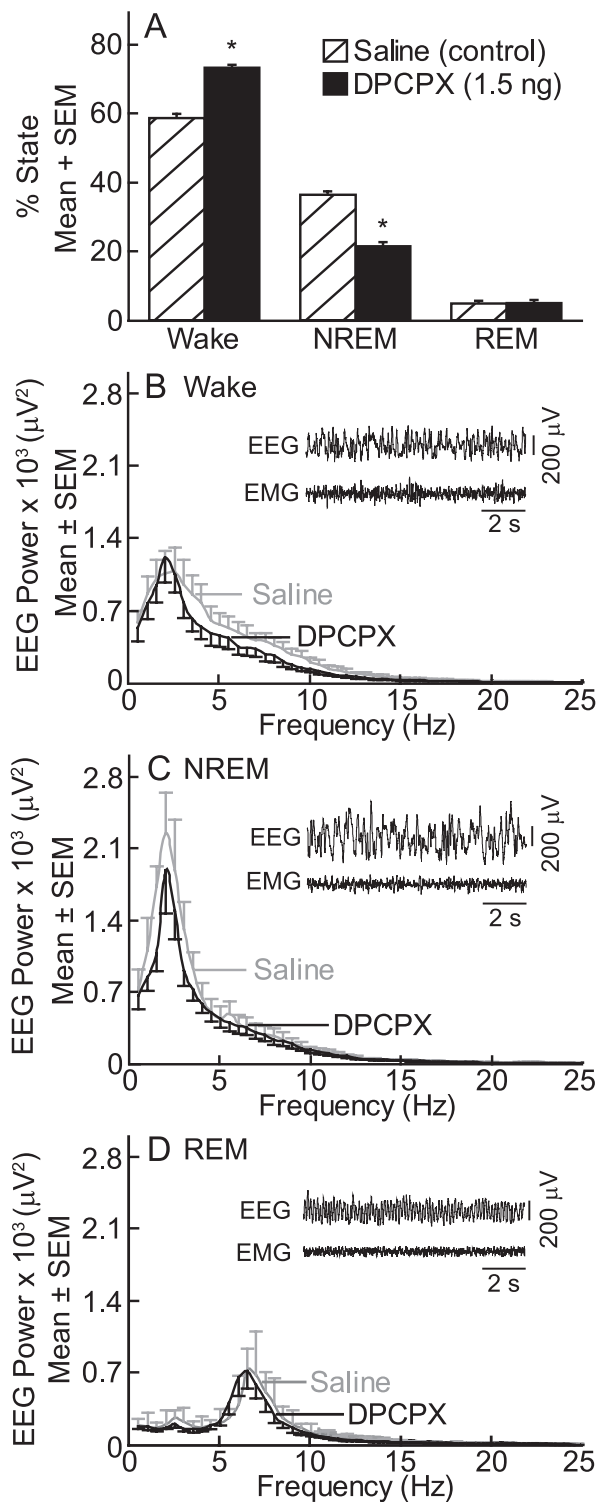 A
80
60
40
20
0
% State
Mean + SEM
*
*
Saline (control)
DPCPX (1.5 ng)
Wake NREM REM
B Wake
EEG Power x 10³ (μV²)
Mean ± SEM
2.8
2.1
1.4
0.7
0
EEG
EMG
200 μV
2 s
Saline
DPCPX
0 5 10 15 20 25
Frequency (Hz)
C NREM
EEG Power x 10³ (μV²)
Mean ± SEM
2.8
2.1
1.4
0.7
0
EEG
EMG
200 μV
2 s
Saline
DPCPX
0 5 10 15 20 25
Frequency (Hz)
D REM
EEG Power x 10³ (μV²)
Mean ± SEM
2.8
2.1
1.4
0.7
0
EEG
EMG
200 μV
2 s
Saline
DPCPX
0 5 10 15 20 25
Frequency (Hz)